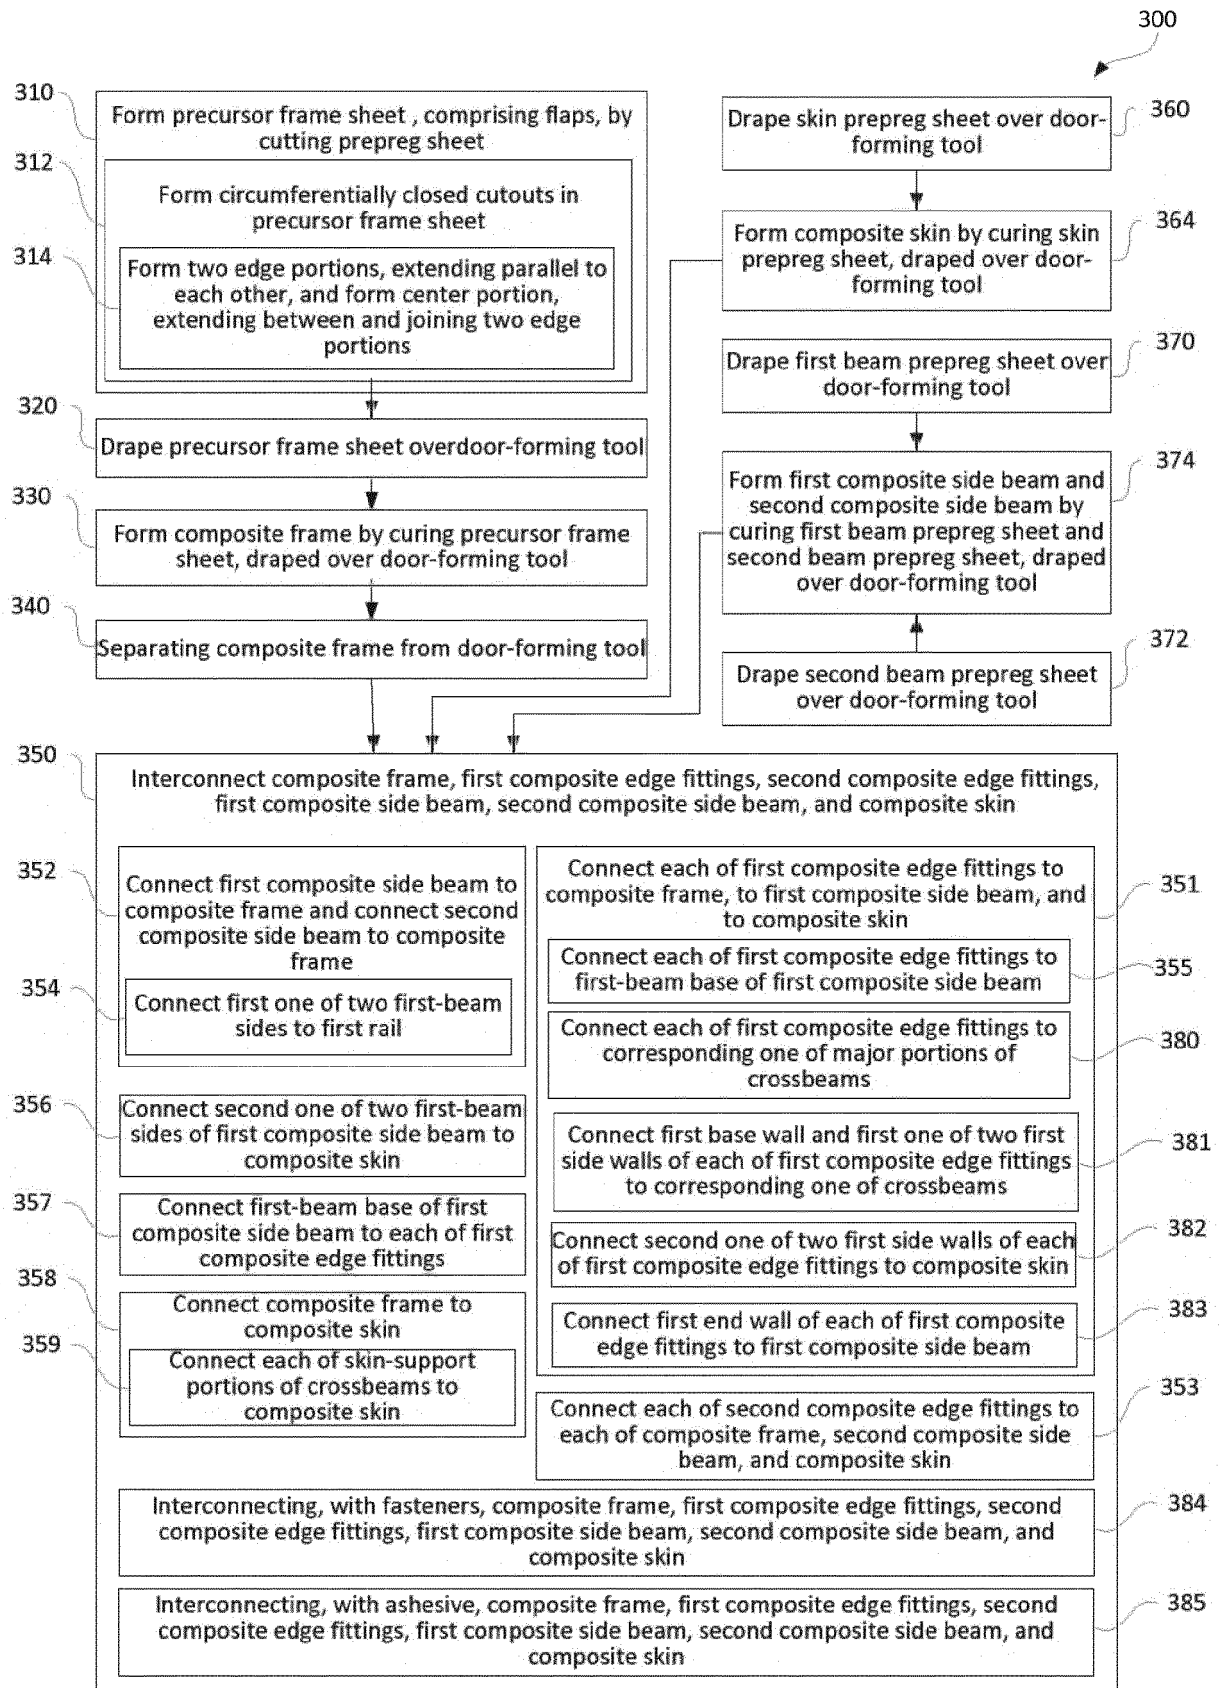 300
310
Form precursor frame sheet , comprising flaps, by
cutting prepreg sheet
312
Form circumferentially closed cutouts in
precursor frame sheet
314
Form two edge portions, extending parallel to
each other, and form center portion,
extending between and joining two edge
portions
320
Drape precursor frame sheet overdoor-forming tool
330
Form composite frame by curing precursor frame
sheet, draped over door-forming tool
340
Separating composite frame from door-forming tool
360
Drape skin prepreg sheet over door-
forming tool
364
Form composite skin by curing skin
prepreg sheet, draped over door-
forming tool
370
Drape first beam prepreg sheet over
door-forming tool
374
Form first composite side beam and
second composite side beam by
curing first beam prepreg sheet and
second beam prepreg sheet, draped
over door-forming tool
372
Drape second beam prepreg sheet
over door-forming tool
350
Interconnect composite frame, first composite edge fittings, second composite edge fittings,
first composite side beam, second composite side beam, and composite skin
352
Connect first composite side beam to
composite frame and connect second
composite side beam to composite
frame
354
Connect first one of two first-beam
sides to first rail
356
Connect second one of two first-beam
sides of first composite side beam to
composite skin
357
Connect first-beam base of first
composite side beam to each of first
composite edge fittings
358
Connect composite frame to
composite skin
359
Connect each of skin-support
portions of crossbeams to
composite skin
351
Connect each of first composite edge fittings to
composite frame, to first composite side beam, and
to composite skin
355
Connect each of first composite edge fittings to
first-beam base of first composite side beam
380
Connect each of first composite edge fittings to
corresponding one of major portions of
crossbeams
381
Connect first base wall and first one of two first
side walls of each of first composite edge fittings
to corresponding one of crossbeams
382
Connect second one of two first side walls of each
of first composite edge fittings to composite skin
383
Connect first end wall of each of first composite
edge fittings to first composite side beam
353
Connect each of second composite edge fittings to
each of composite frame, second composite side
beam, and composite skin
384
Interconnecting, with fasteners, composite frame, first composite edge fittings, second
composite edge fittings, first composite side beam, second composite side beam, and
composite skin
385
Interconnecting, with ashesive, composite frame, first composite edge fittings, second
composite edge fittings, first composite side beam, second composite side beam, and
composite skin